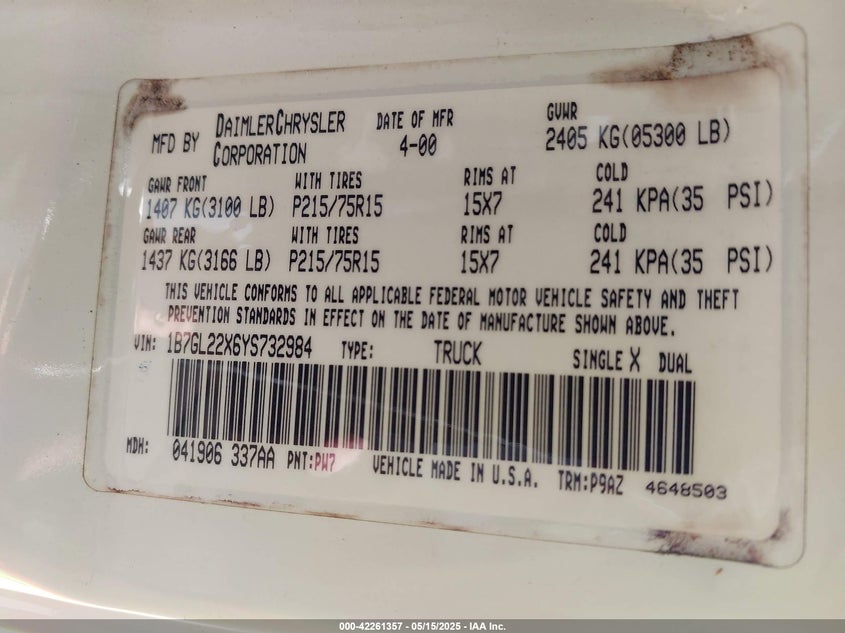 MFD BY DAIMLERCHRYSLER CORPORATION DATE OF MFR 4-00 GVWR 2405 KG(05300 LB)
GAWR FRONT WITH TIRES RIMS AT COLD
1407 KG(3100 LB) P215/75R15 15X7 241 KPA(35 PSI)
GAWR REAR WITH TIRES RIMS AT COLD
1437 KG(3166 LB) P215/75R15 15X7 241 KPA(35 PSI)
THIS VEHICLE CONFORMS TO ALL APPLICABLE FEDERAL MOTOR VEHICLE SAFETY AND THEFT
PREVENTION STANDARDS IN EFFECT ON THE DATE OF MANUFACTURE SHOWN ABOVE.
VIN: 1B7GL22X6YS732984 TYPE: TRUCK SINGLE X DUAL
MDH: 041906 337AA PNT:PW7 VEHICLE MADE IN U.S.A. TRM:P9AZ 4648503
000-42261357 - 05/15/2025 - IAA Inc.